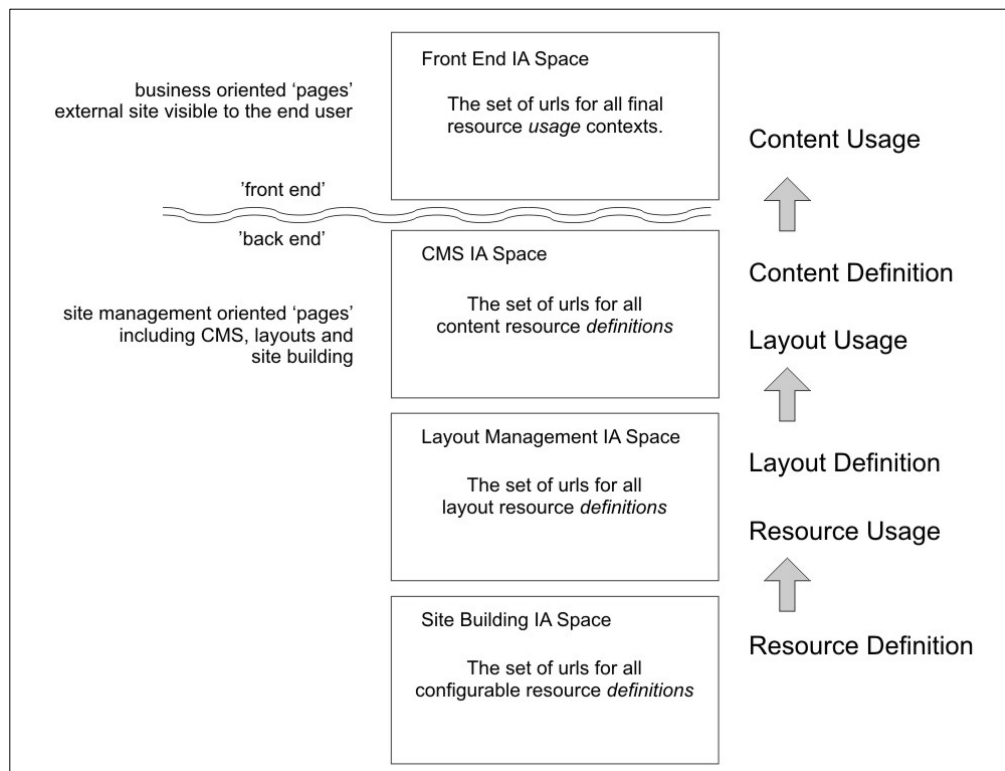 Front End IA Space
business oriented ‘pages’
external site visible to the end user
The set of urls for all final
resource usage contexts.
Content Usage
’front end’
’back end’
CMS IA Space
Content Definition
site management oriented ‘pages’
including CMS, layouts and
site building
The set of urls for all
content resource definitions
Layout Usage
Layout Management IA Space
Layout Definition
The set of urls for all
layout resource definitions
Resource Usage
Site Building IA Space
Resource Definition
The set of urls for all
configurable resource definitions